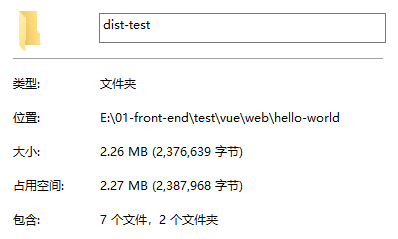 dist-test
类型: 文件夹
位置: E:\01-front-end\test\vue\web\hello-world
大小: 2.26 MB (2,376,639 字节)
占用空间: 2.27 MB (2,387,968 字节)
包含: 7 个文件，2 个文件夹